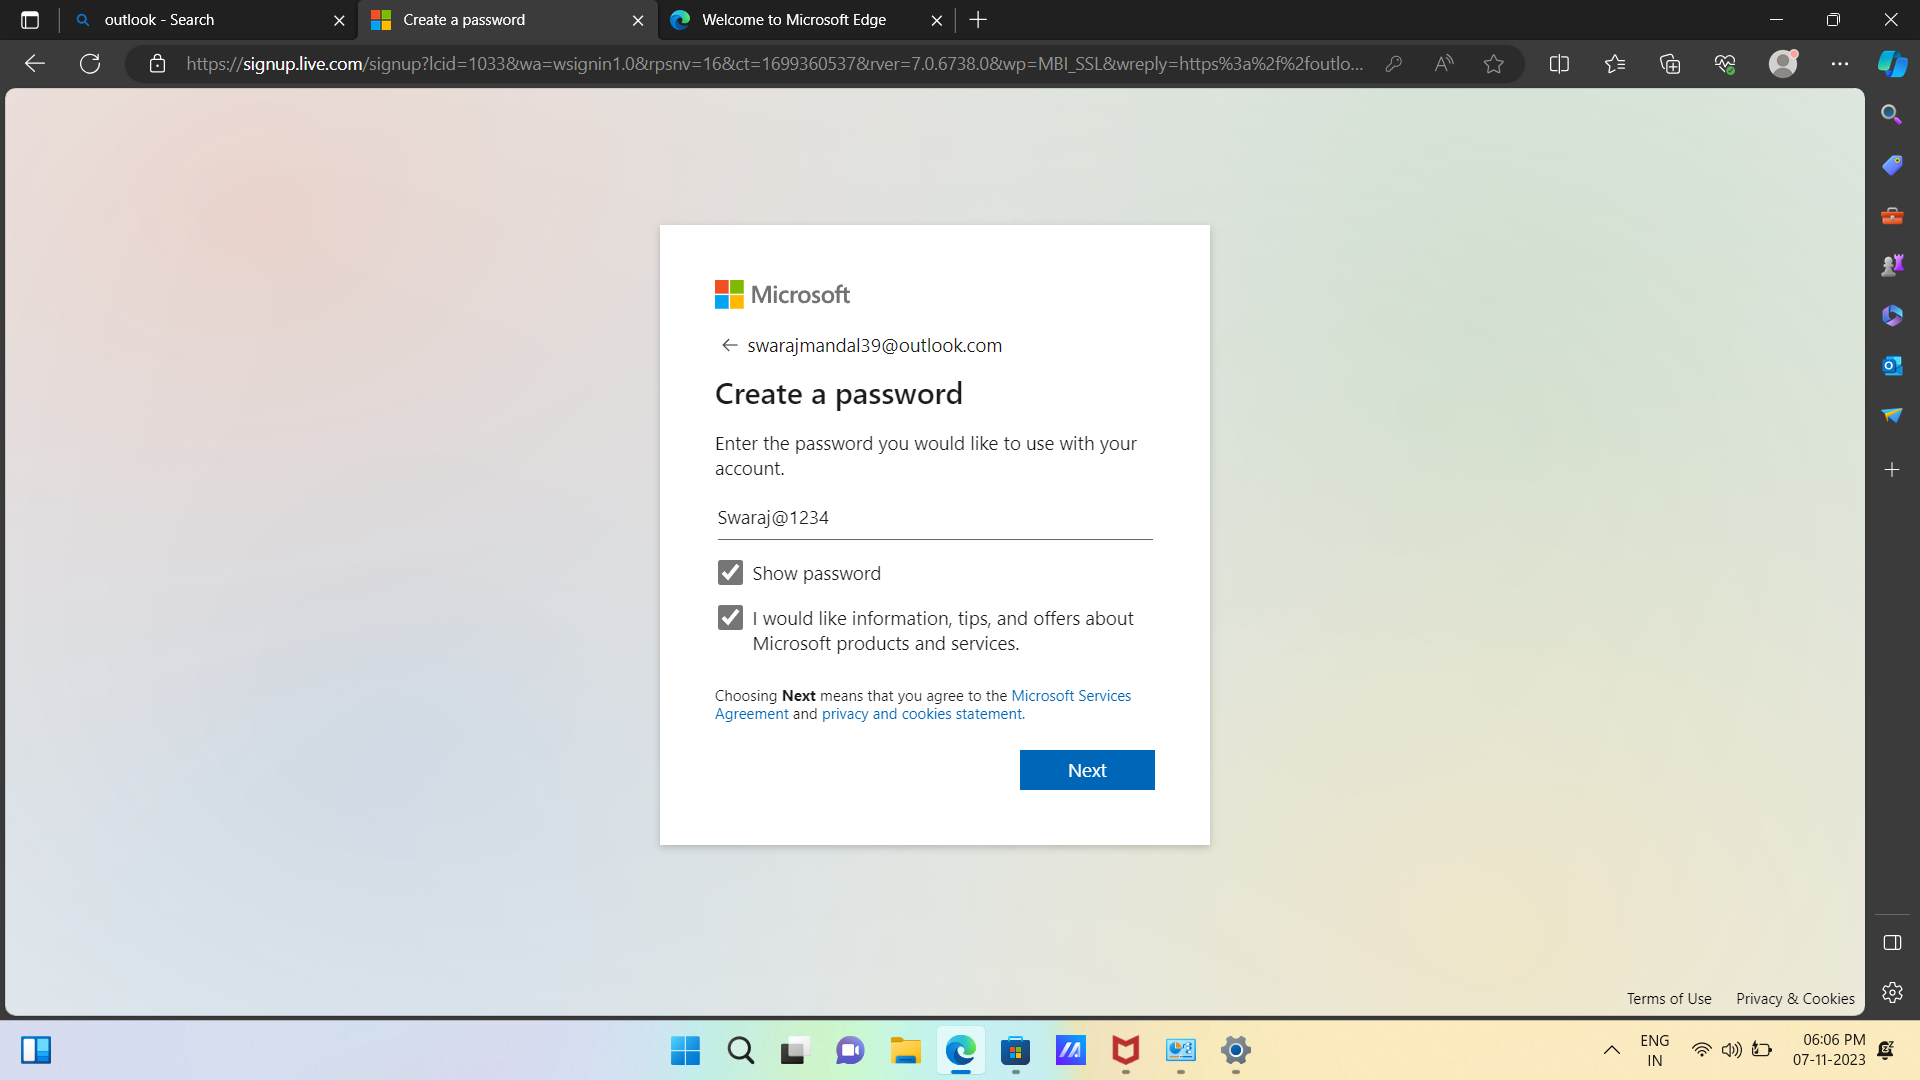 outlook - Search
Create a password
Welcome to Microsoft Edge
https://signup.live.com/signup?lcid=1033&wa=wsignin1.0&rpsnv=16&ct=1699360537&rver=7.0.6738.0&wp=MBI_SSL&wreply=https%3a%2f%2foutlo...
Microsoft
swarajmandal39@outlook.com
Create a password
Enter the password you would like to use with your
account.
Swaraj@1234
Show password
I would like information, tips, and offers about
Microsoft products and services.
Choosing Next means that you agree to the Microsoft Services
Agreement and privacy and cookies statement.
Next
Terms of Use
Privacy & Cookies
ENG
IN
06:06 PM
07-11-2023